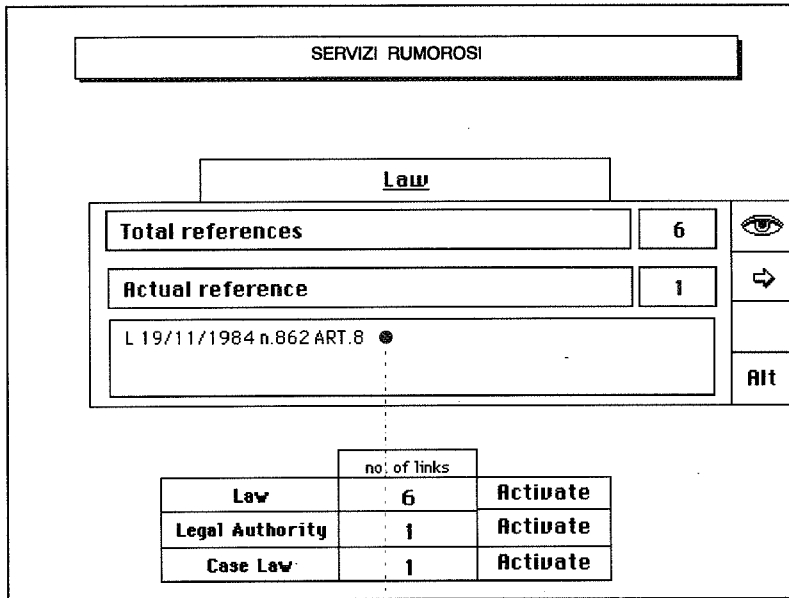 SERVIZI RUMOROSI
Law
Total references 6
Actual reference 1
L 19/11/1984 n.862 ART.8
Alt
no. of links
Law 6 Activate
Legal Authority 1 Activate
Case Law 1 Activate